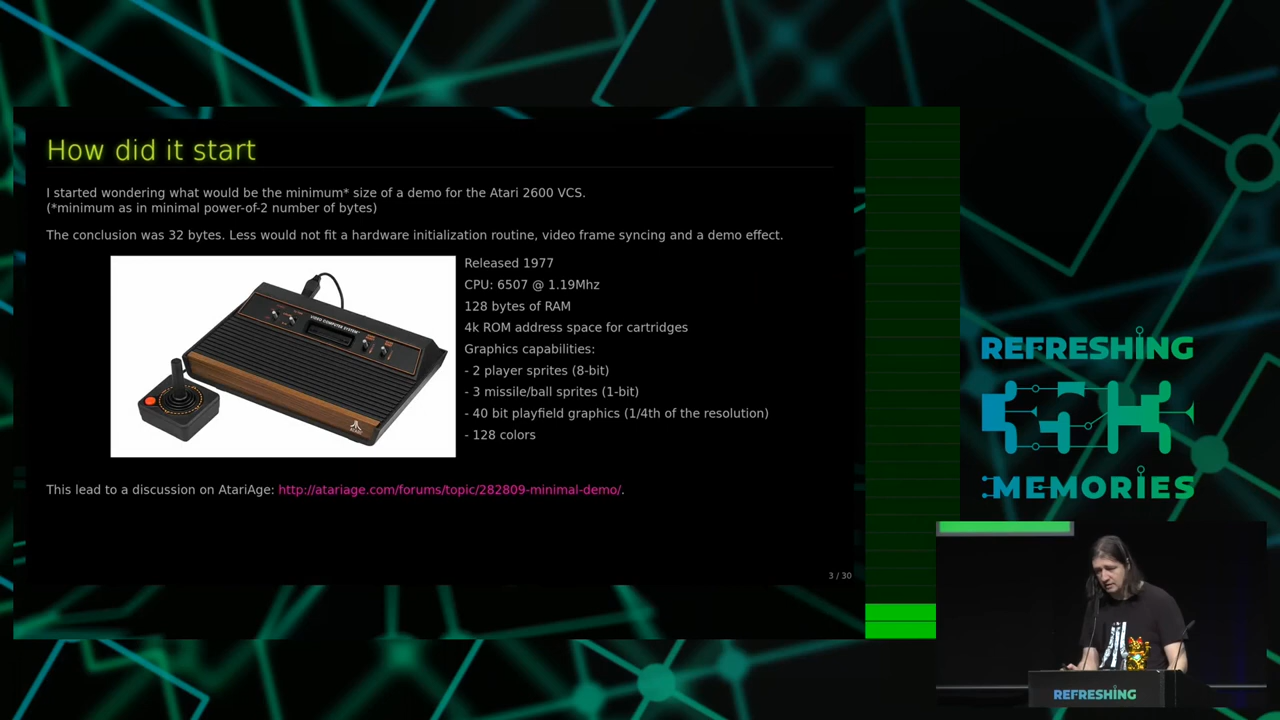 How did it start
I started wondering what would be the minimum* size of a demo for the Atari 2600 VCS.
(*minimum as in minimal power-of-2 number of bytes)
The conclusion was 32 bytes. Less would not fit a hardware initialization routine, video frame syncing and a demo effect.
Released 1977
CPU: 6507 @ 1.19Mhz
128 bytes of RAM
4k ROM address space for cartridges
Graphics capabilities:
- 2 player sprites (8-bit)
- 3 missile/ball sprites (1-bit)
- 40 bit playfield graphics (1/4th of the resolution)
- 128 colors
This lead to a discussion on AtariAge: http://atariage.com/forums/topic/282809-minimal-demo/.
3 / 30
REFRESHING
MEMORIES
REFRESHING